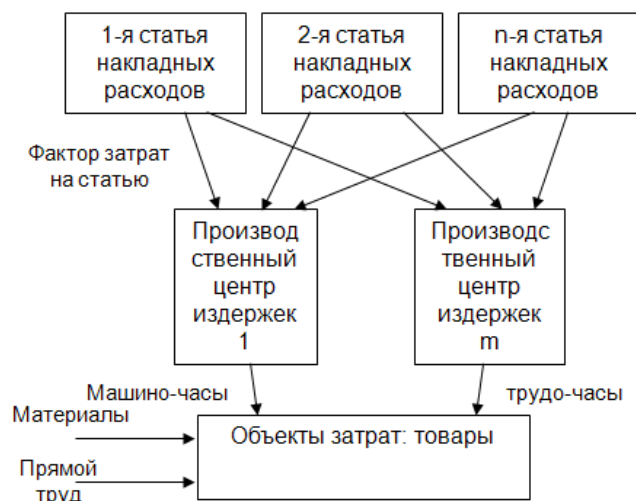 1-я статья
накладных
расходов
2-я статья
накладных
расходов
n-я статья
накладных
расходов
Фактор затрат
на статью
Производ
ственный
центр
издержек
1
Производс
твенный
центр
издержек
m
Машино-часы
трудо-часы
Материалы
Объекты затрат: товары
Прямой
труд